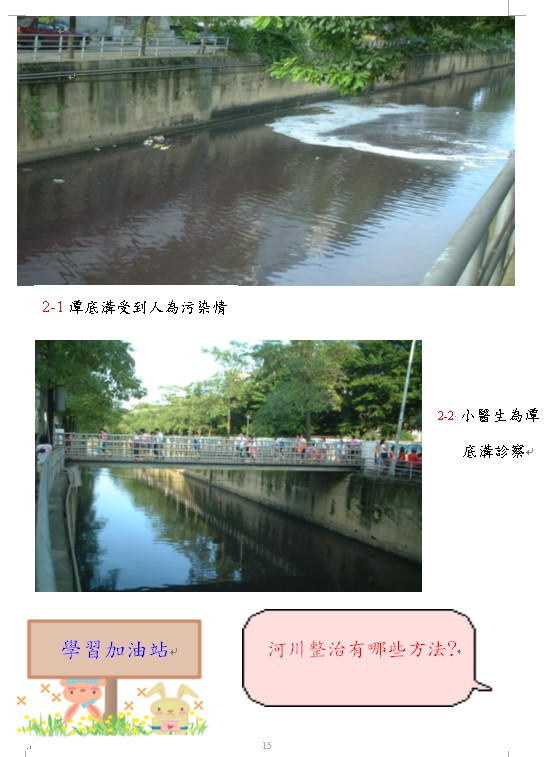 2-1 潭底溝受到人為污染情
2-2 小醫生為潭
底溝診察
學習加油站
河川整治有哪些方法?
15